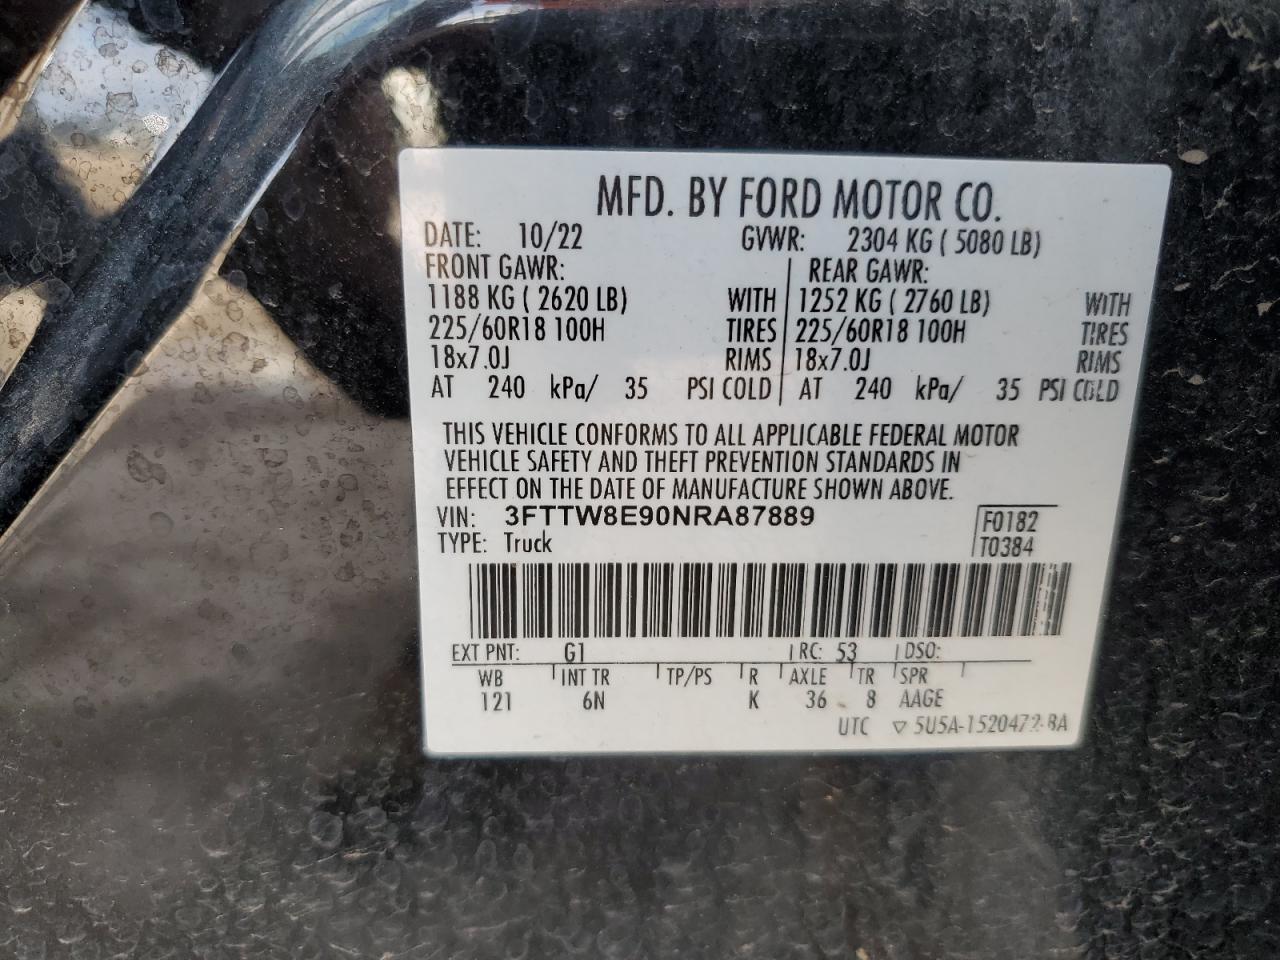 MFD. BY FORD MOTOR CO.
DATE: 10/22 GVWR: 2304 KG ( 5080 LB)
FRONT GAWR: REAR GAWR:
1188 KG ( 2620 LB) WITH 1252 KG ( 2760 LB) WITH
225/60R18 100H TIRES 225/60R18 100H TIRES
18x7.0J RIMS 18x7.0J RIMS
AT 240 kPa/ 35 PSI COLD AT 240 kPa/ 35 PSI COLD
THIS VEHICLE CONFORMS TO ALL APPLICABLE FEDERAL MOTOR
VEHICLE SAFETY AND THEFT PREVENTION STANDARDS IN
EFFECT ON THE DATE OF MANUFACTURE SHOWN ABOVE.
VIN: 3FTTW8E90NRA87889 F0182
TYPE: Truck T0384
EXT PNT: G1 RC: 53 DSO:
WB INT TR TP/PS R AXLE TR SPR
121 6N K 36 8 AAGE
UTC ▽ 5U5A-1520472-BA